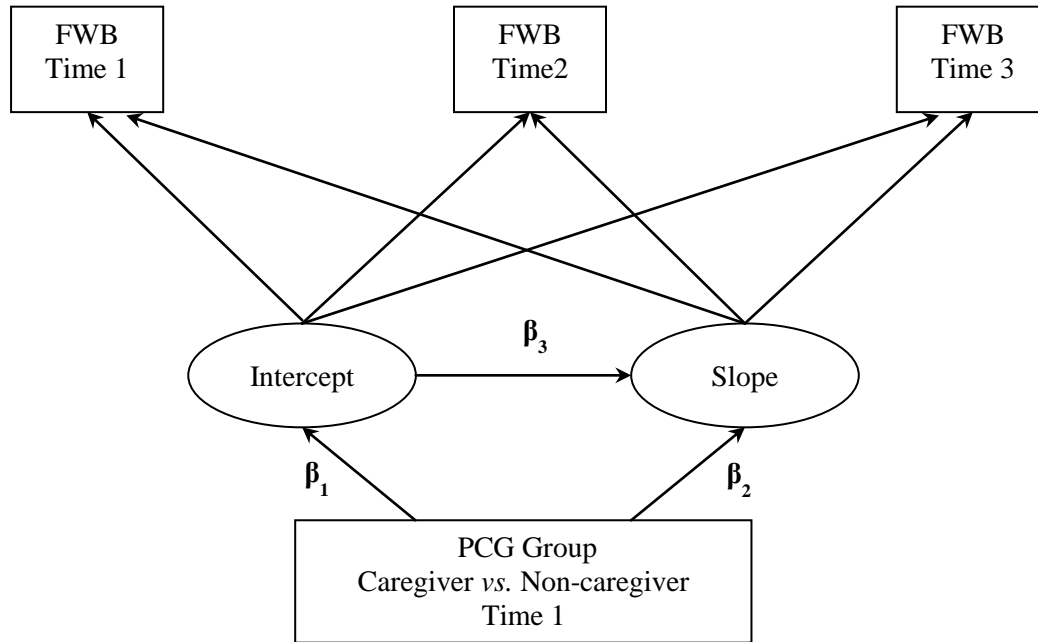 FWB
Time 1
FWB
Time2
FWB
Time 3
β3
Intercept
Slope
β1
β2
PCG Group
Caregiver vs. Non-caregiver
Time 1